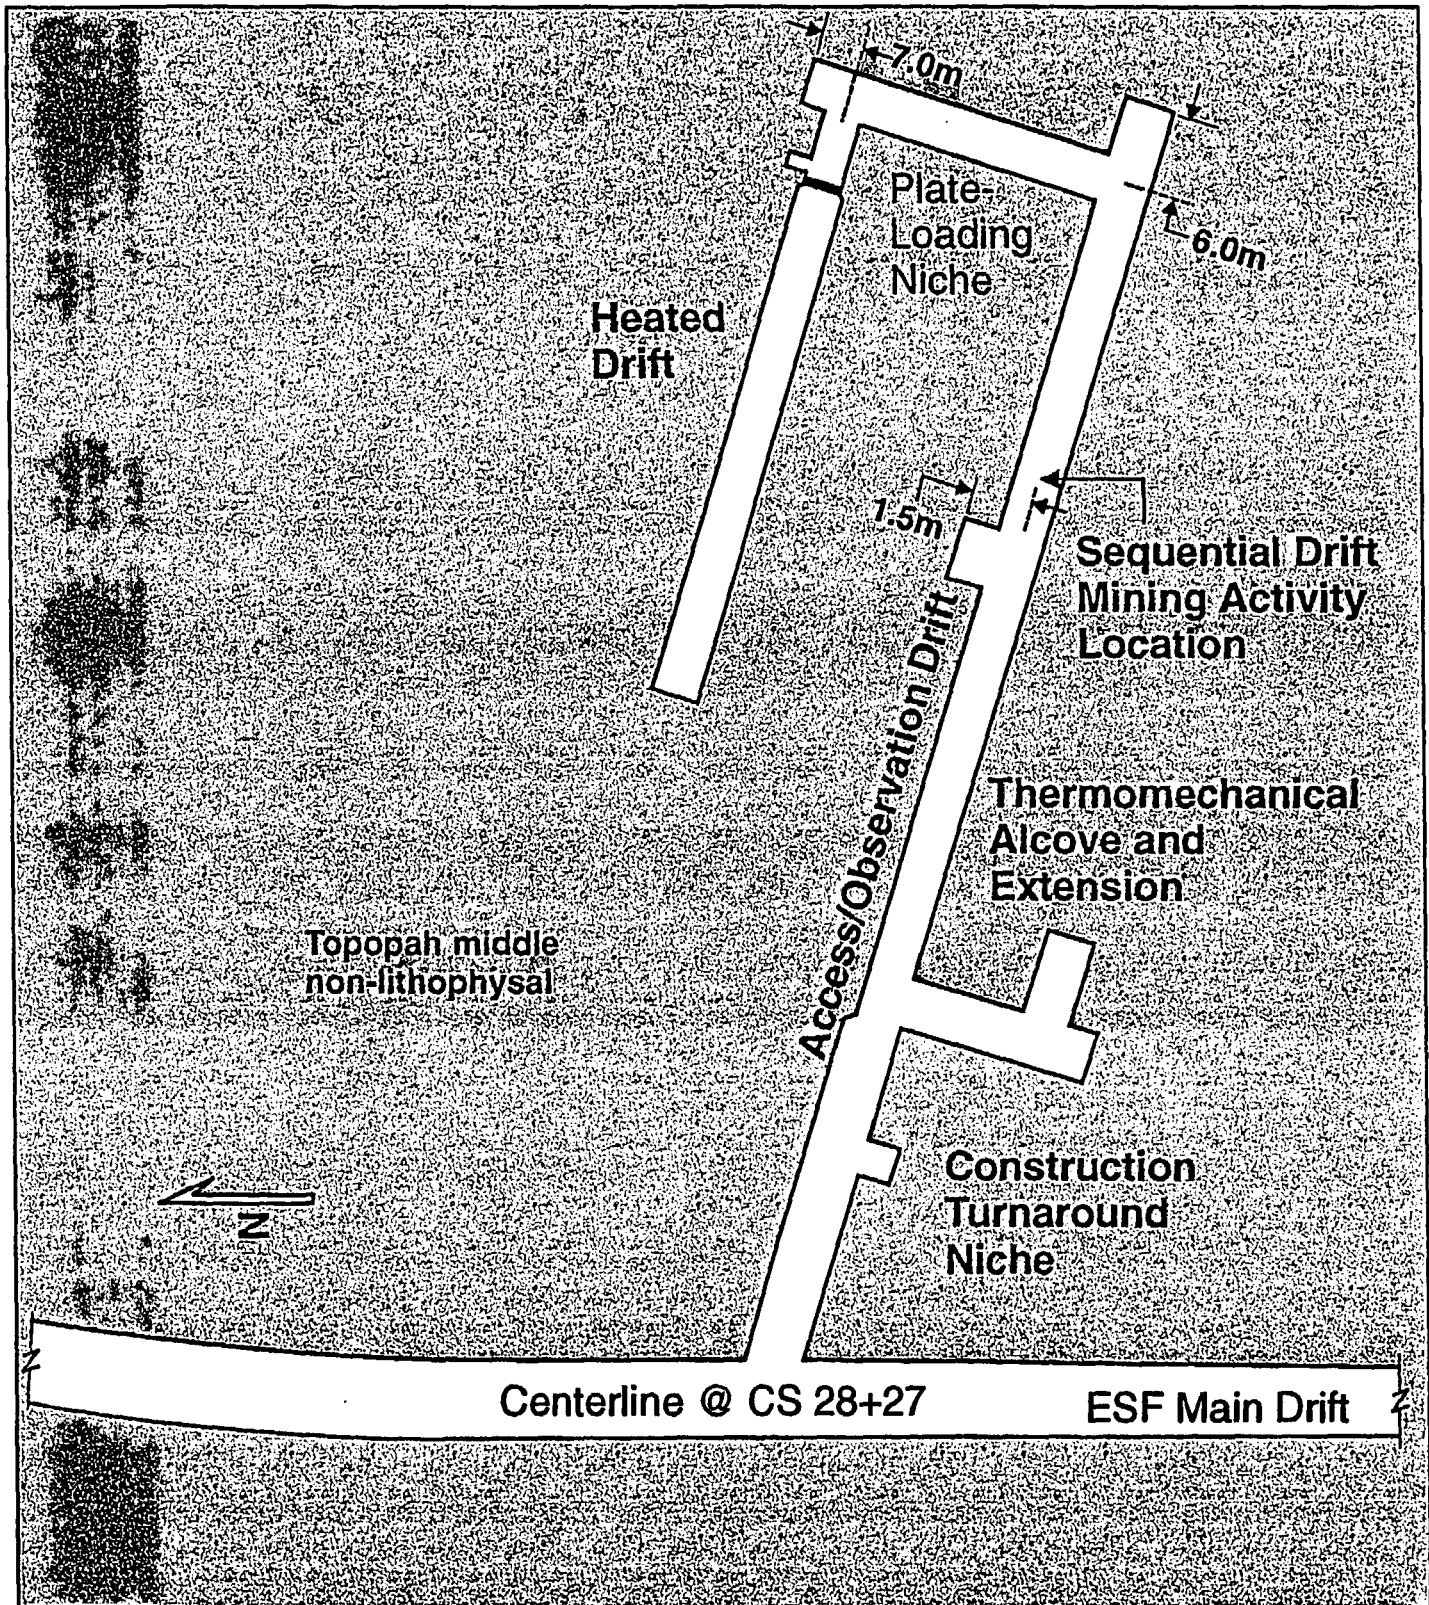 7.0m
Plate-
Loading
Niche
6.0m
Heated
Drift
1.5m
Sequential Drift
Mining Activity
Location
Access/Observation Drift
Thermomechanical
Alcove and
Extension
Topopah middle
non-lithophysal
Construction
Turnaround
Niche
N
Centerline @ CS 28+27
ESF Main Drift